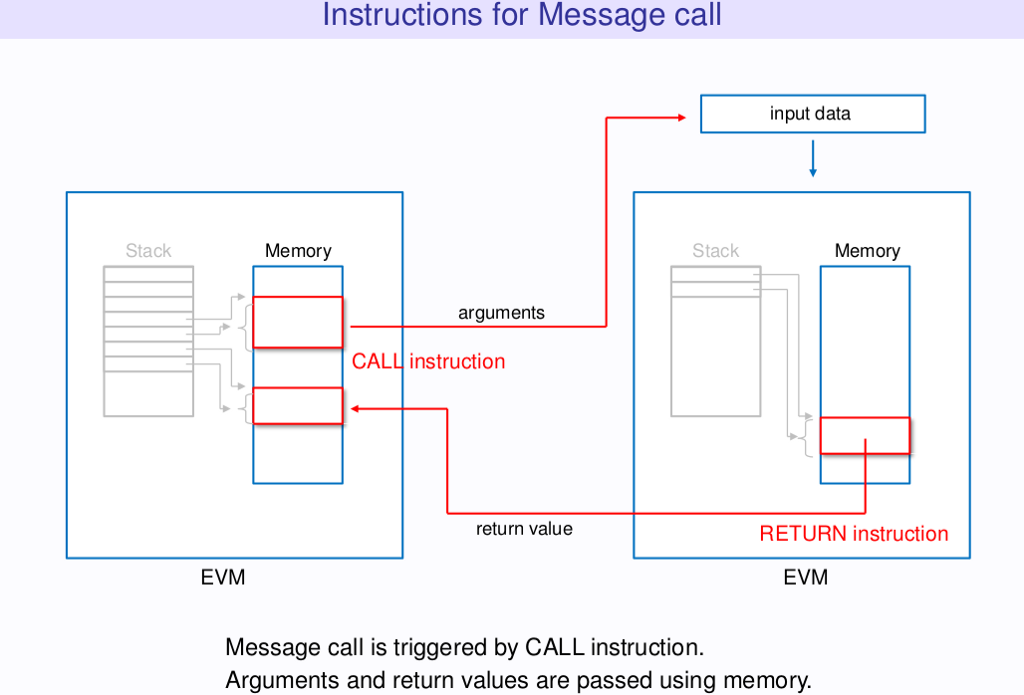 Instructions for Message call
input data
Stack
Memory
Stack
Memory
arguments
CALL instruction
return value
RETURN instruction
EVM
EVM
Message call is triggered by CALL instruction.
Arguments and return values are passed using memory.